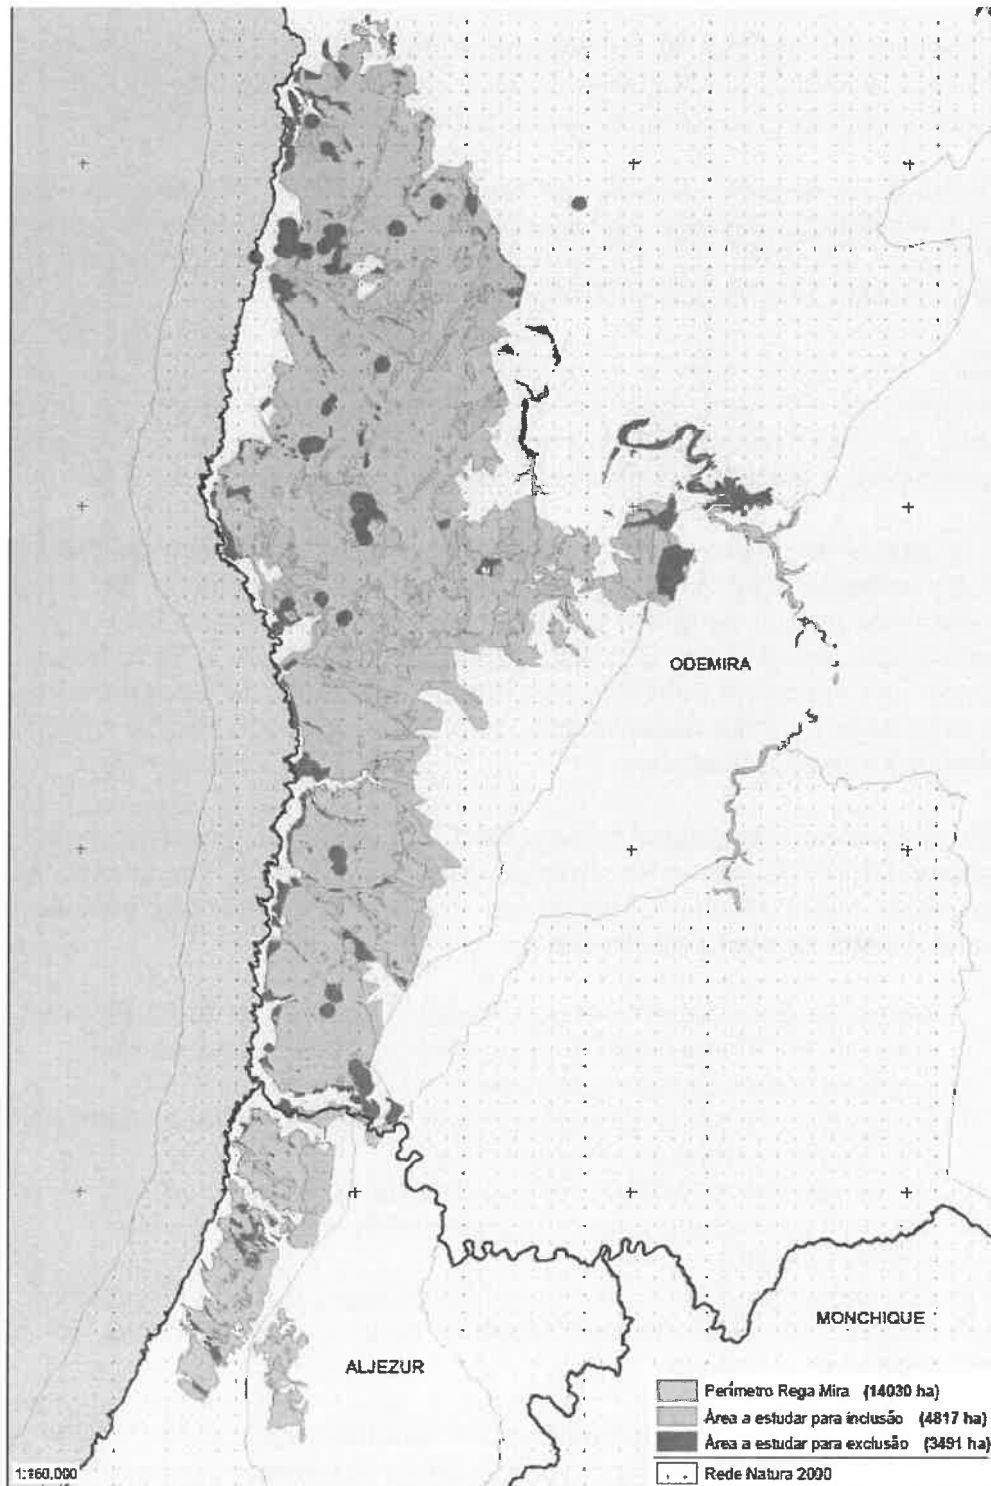 ODEMIRA
MONCHIQUE
ALJEZUR
Perímetro Rega Mira (14030 ha)
Área a estudar para inclusão (4817 ha)
Área a estudar para exclusão (3491 ha)
Rede Natura 2000
1:160,000